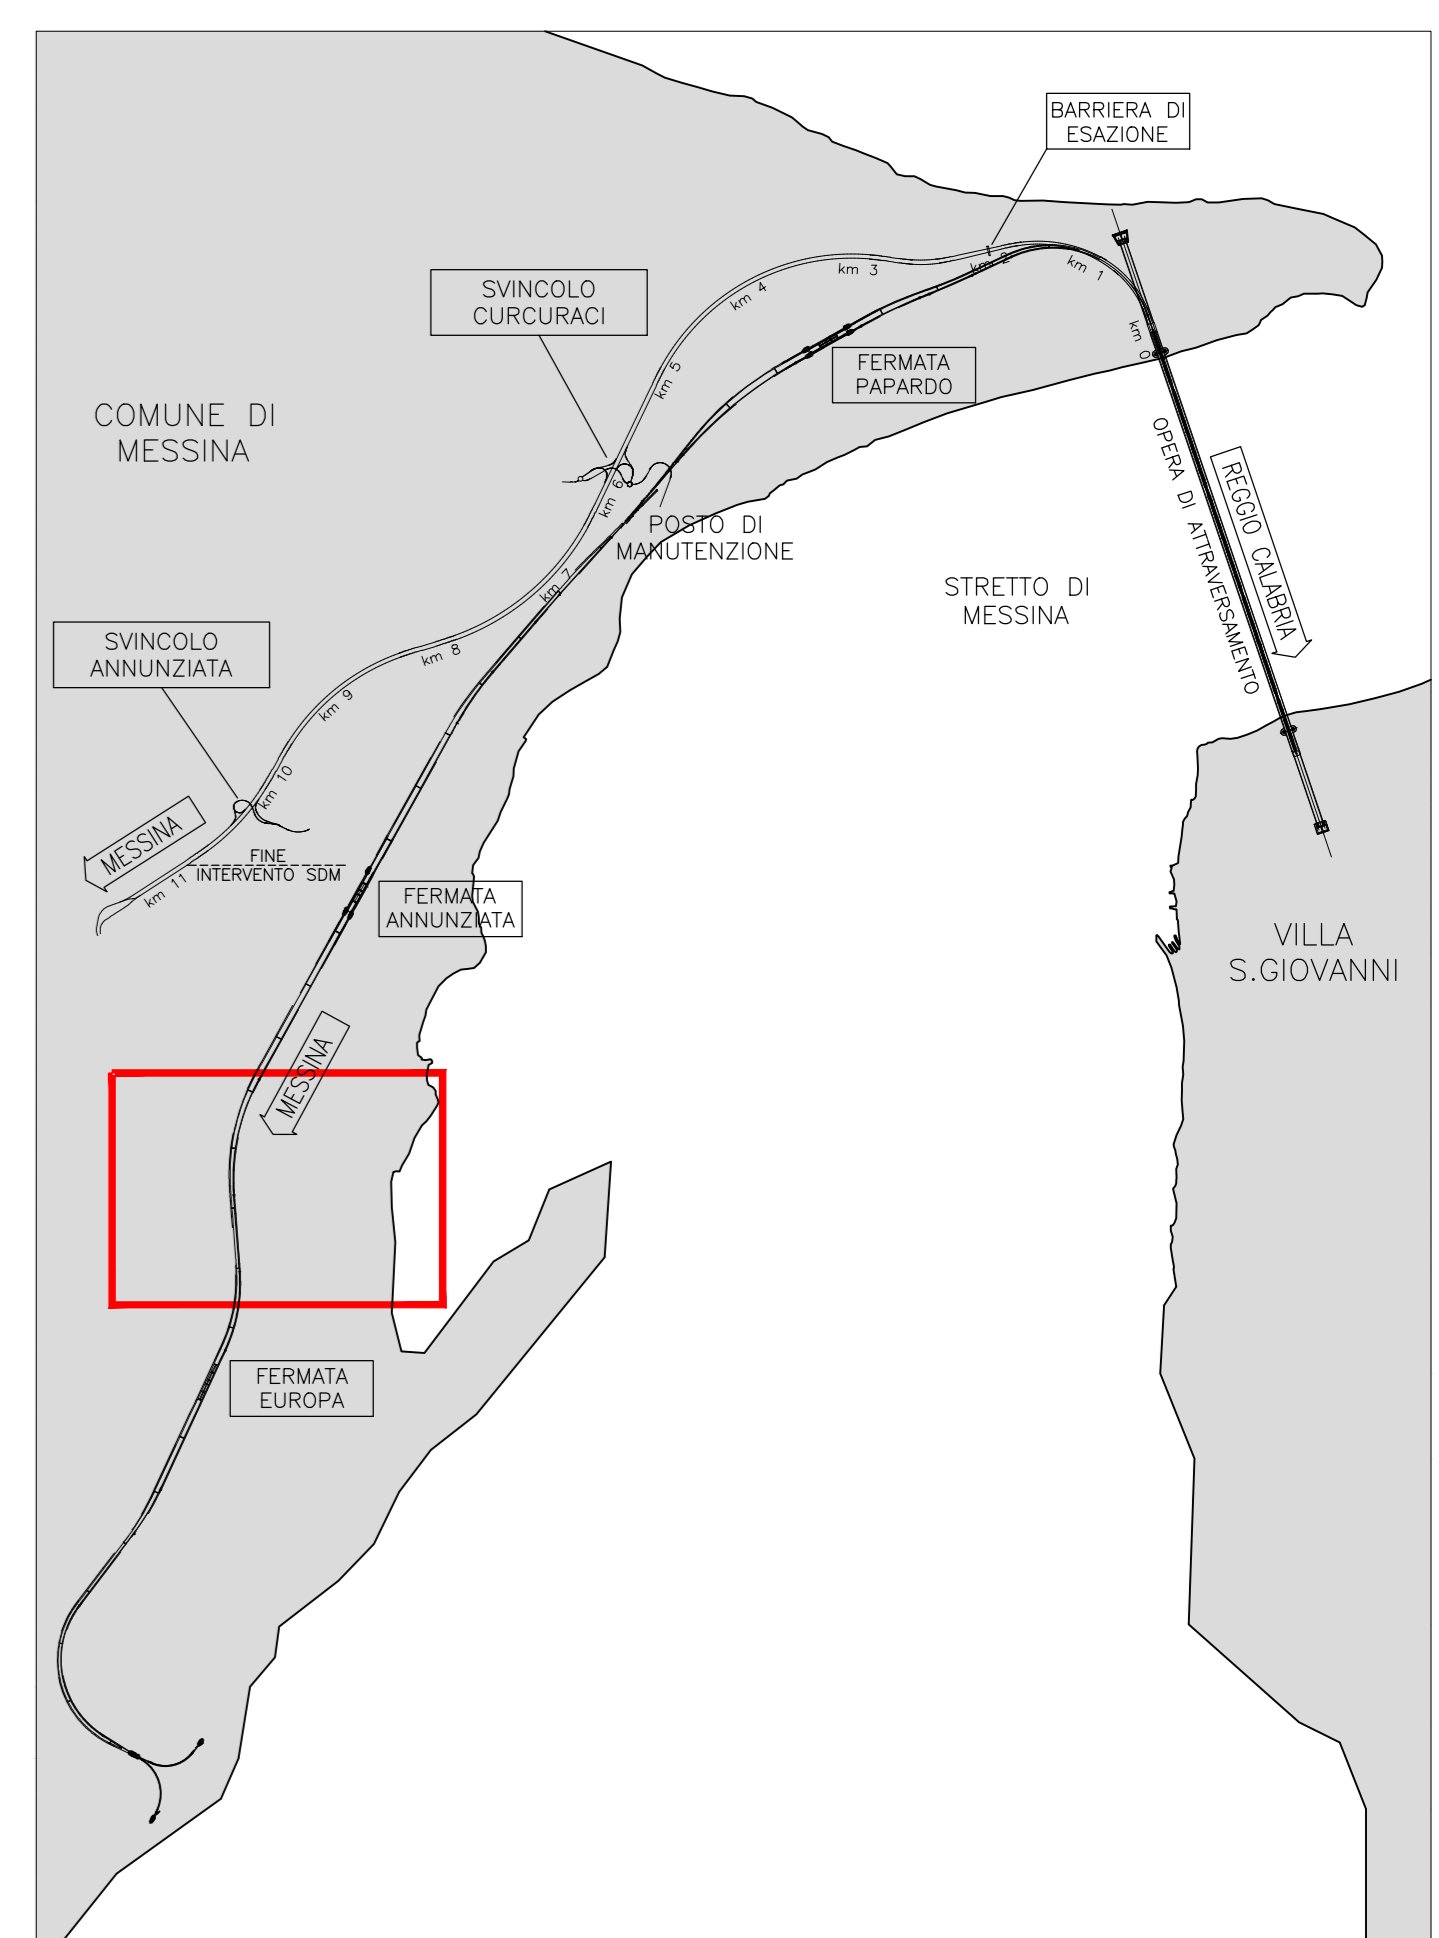 BARRIERA DI
ESAZIONE
SVINCOLO
CURCURACI
km 4
km 3
km 2
km 1
km 0
FERMATA
PAPARDO
km 5
COMUNE DI
MESSINA
km 6
POSTO DI
MANUTENZIONE
OPERA DI ATTRAVERSAMENTO
REGGIO CALABRIA
STRETTO DI
MESSINA
km 7
SVINCOLO
ANNUNZIATA
km 8
km 9
km 10
MESSINA
FINE
INTERVENTO SDM
km 11
FERMATA
ANNUNZIATA
VILLA
S.GIOVANNI
MESSINA
FERMATA
EUROPA